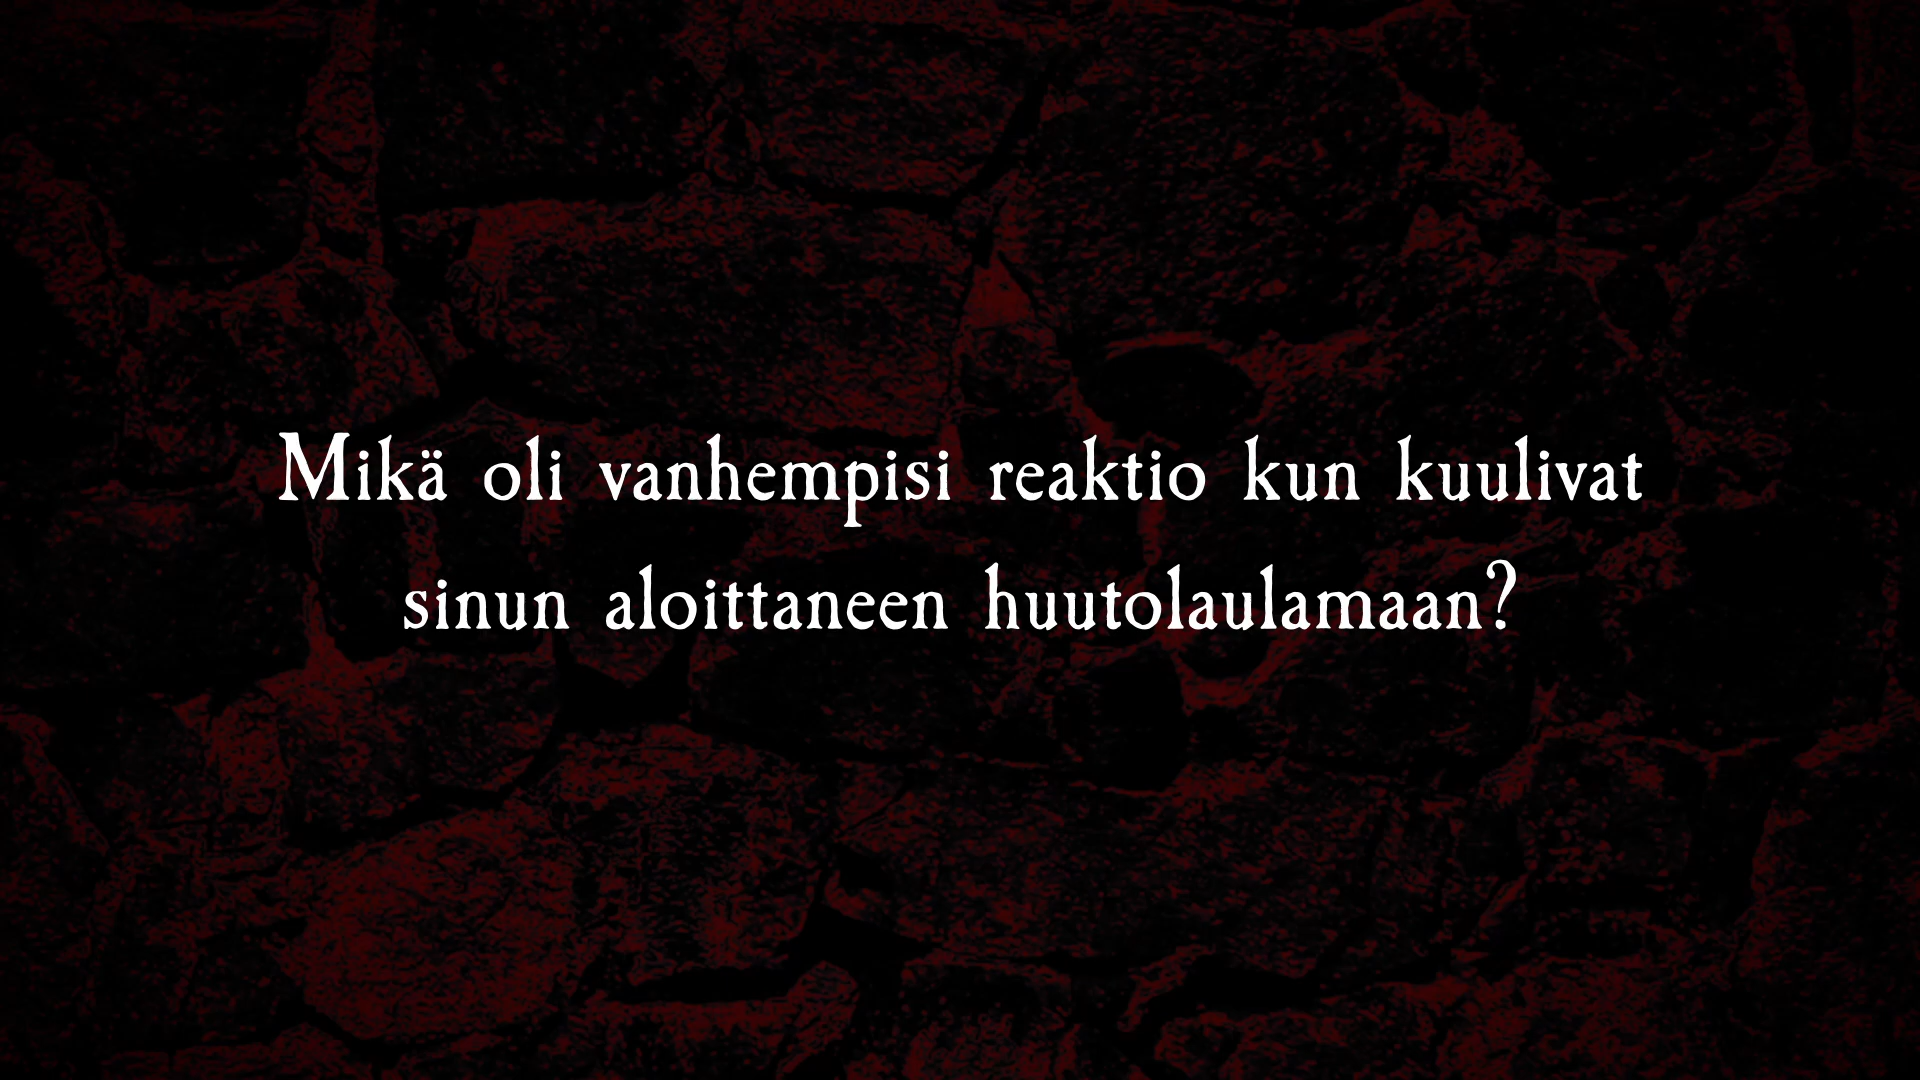 Mikä oli vanhempisi reaktio kun kuulivat
sinun aloittaneen huutolaulamaan?